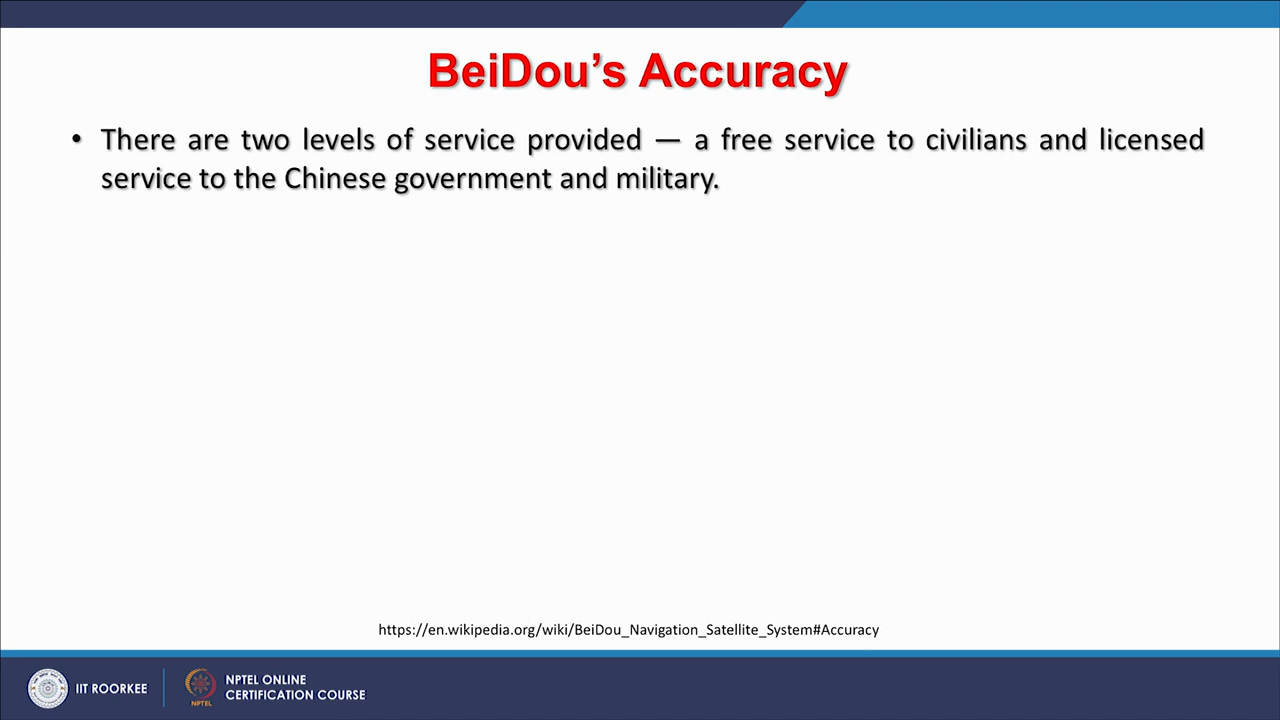 BeiDou’s Accuracy
• There are two levels of service provided — a free service to civilians and licensed
service to the Chinese government and military.
https://en.wikipedia.org/wiki/BeiDou_Navigation_Satellite_System#Accuracy
IIT ROORKEE
NPTEL
NPTEL ONLINE
CERTIFICATION COURSE